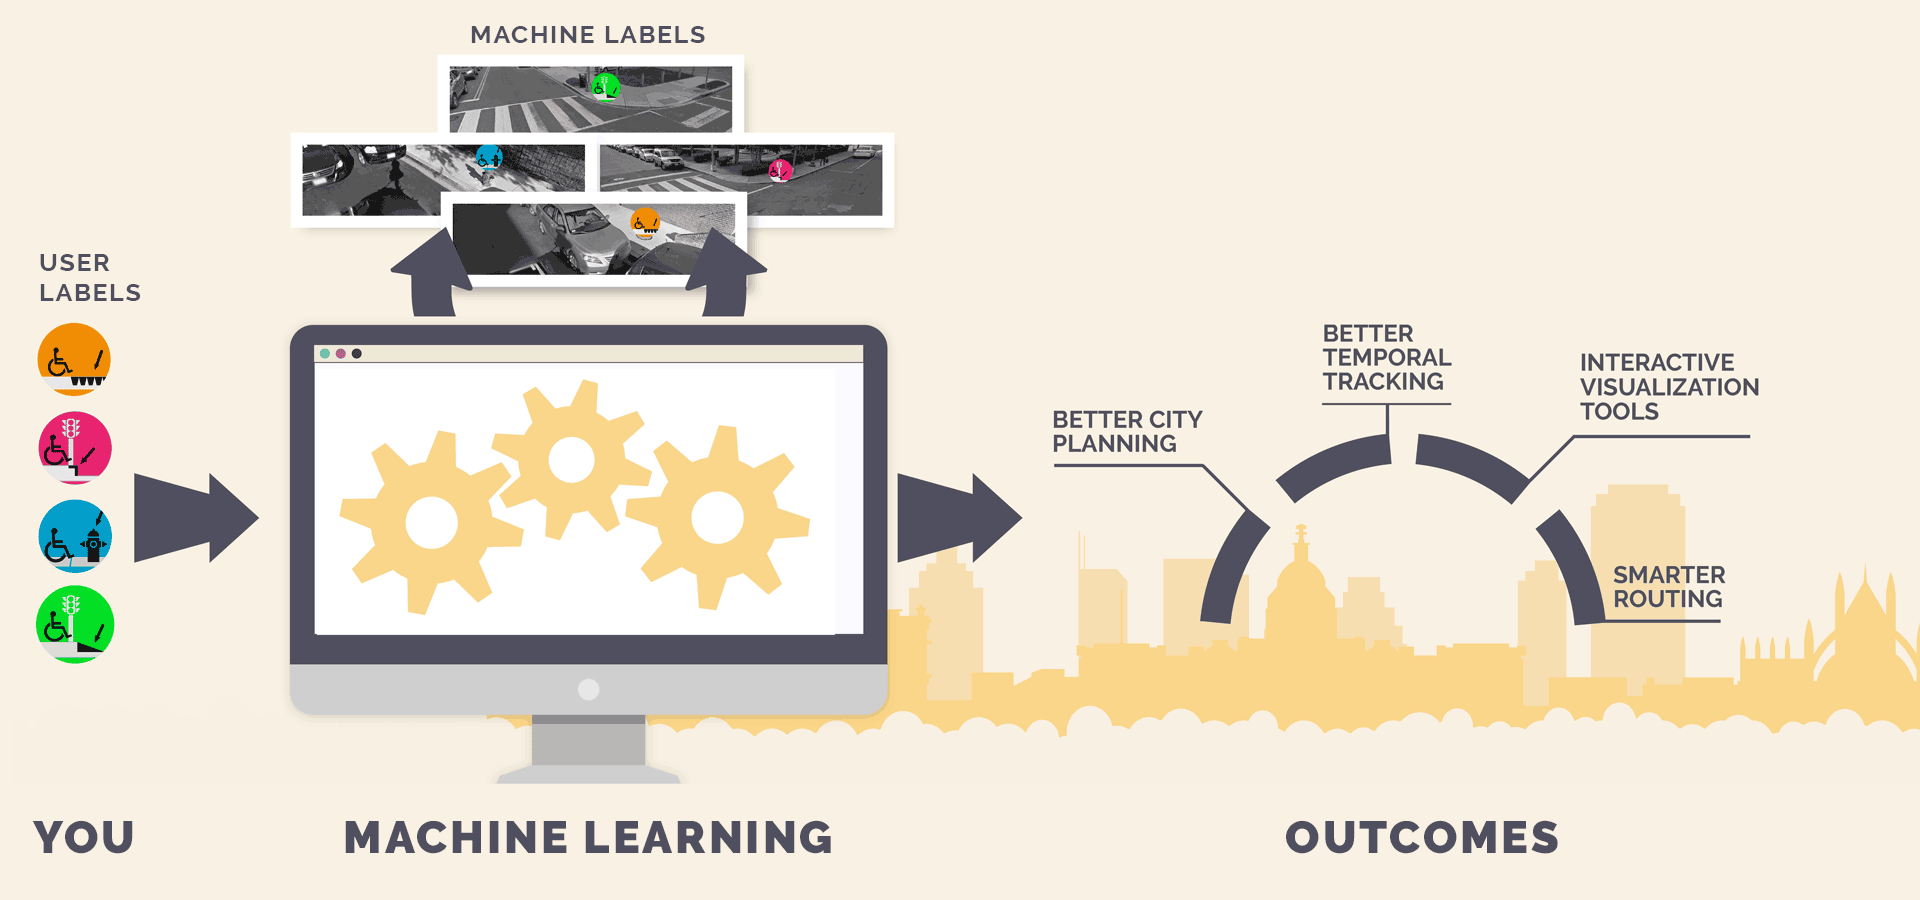 MACHINE LABELS
USER
LABELS
BETTER CITY
PLANNING
BETTER
TEMPORAL
TRACKING
INTERACTIVE
VISUALIZATION
TOOLS
SMARTER
ROUTING
YOU
MACHINE LEARNING
OUTCOMES